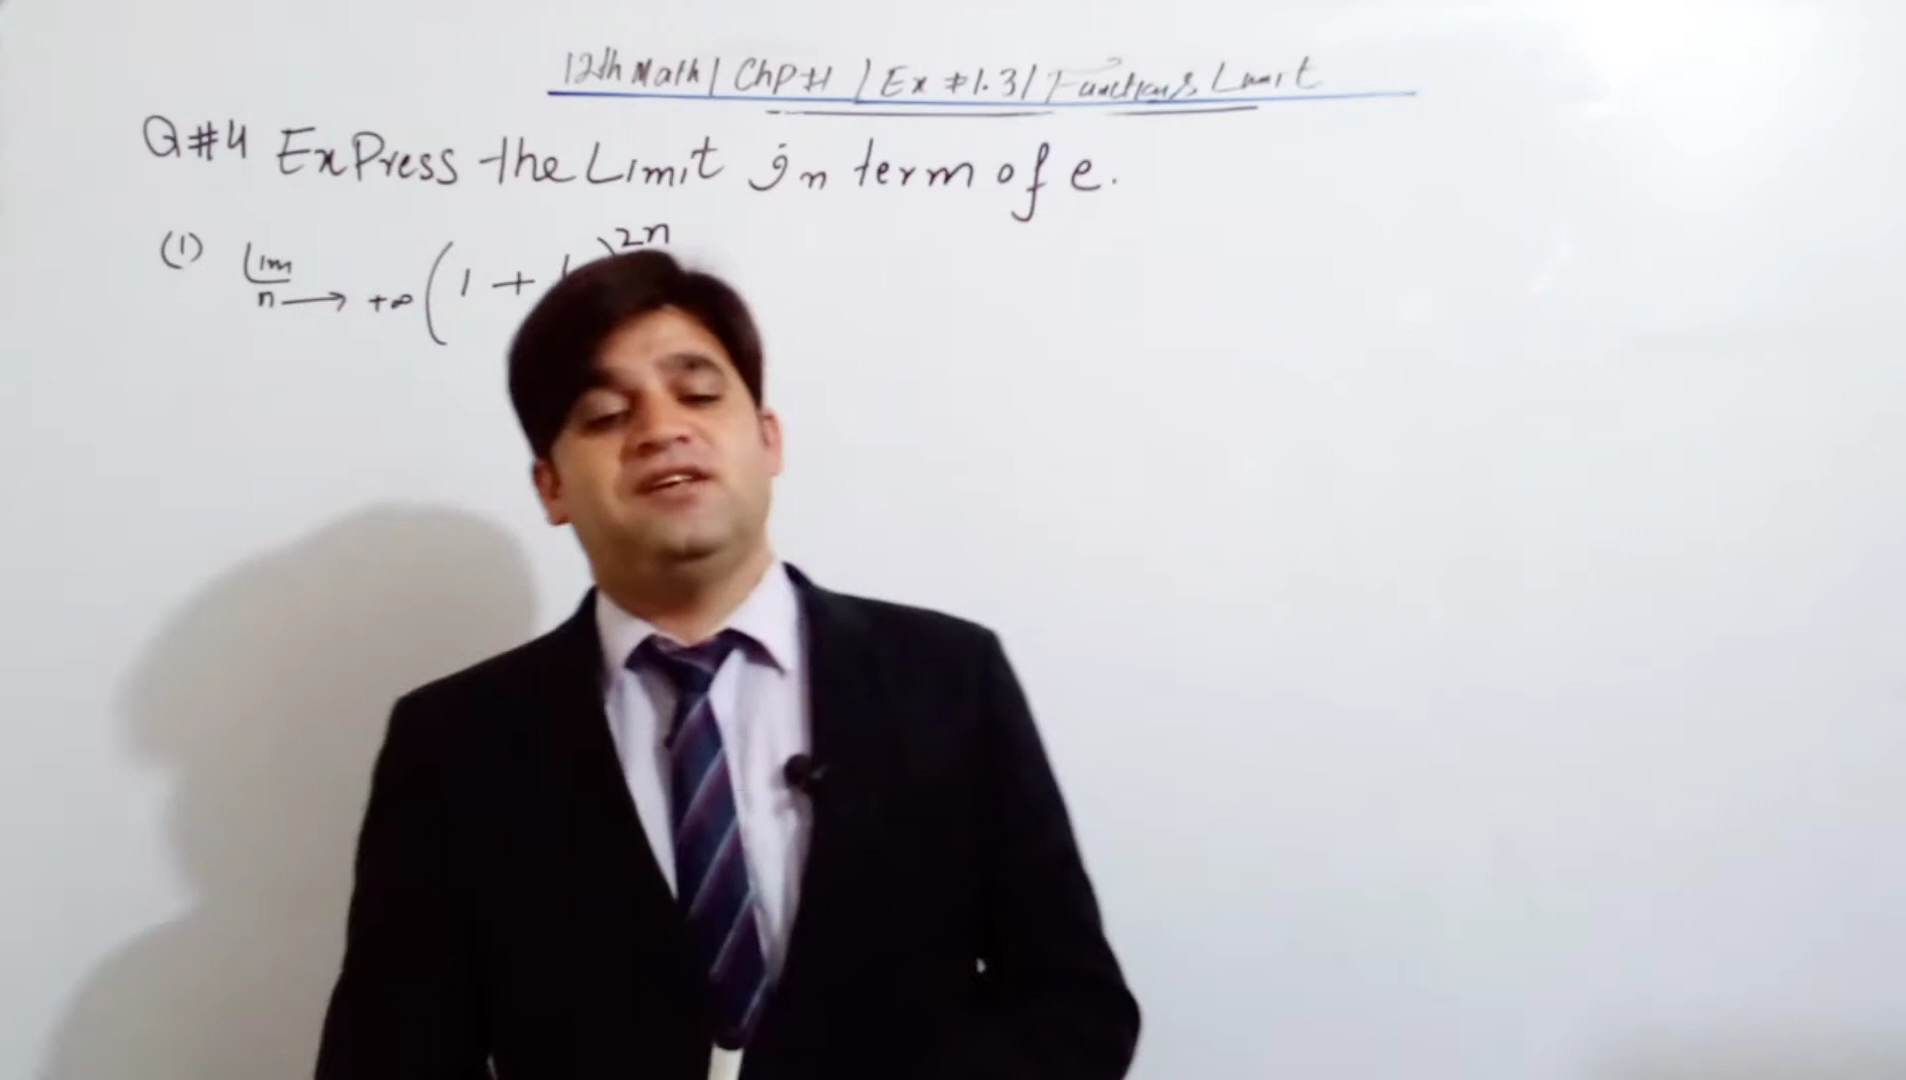 12th Math | Chp #1 | Ex #1.3 | Functions Limit
Q#4 Express the Limit in term of e.
(1) Lim n→ +∞ (1 + )2n